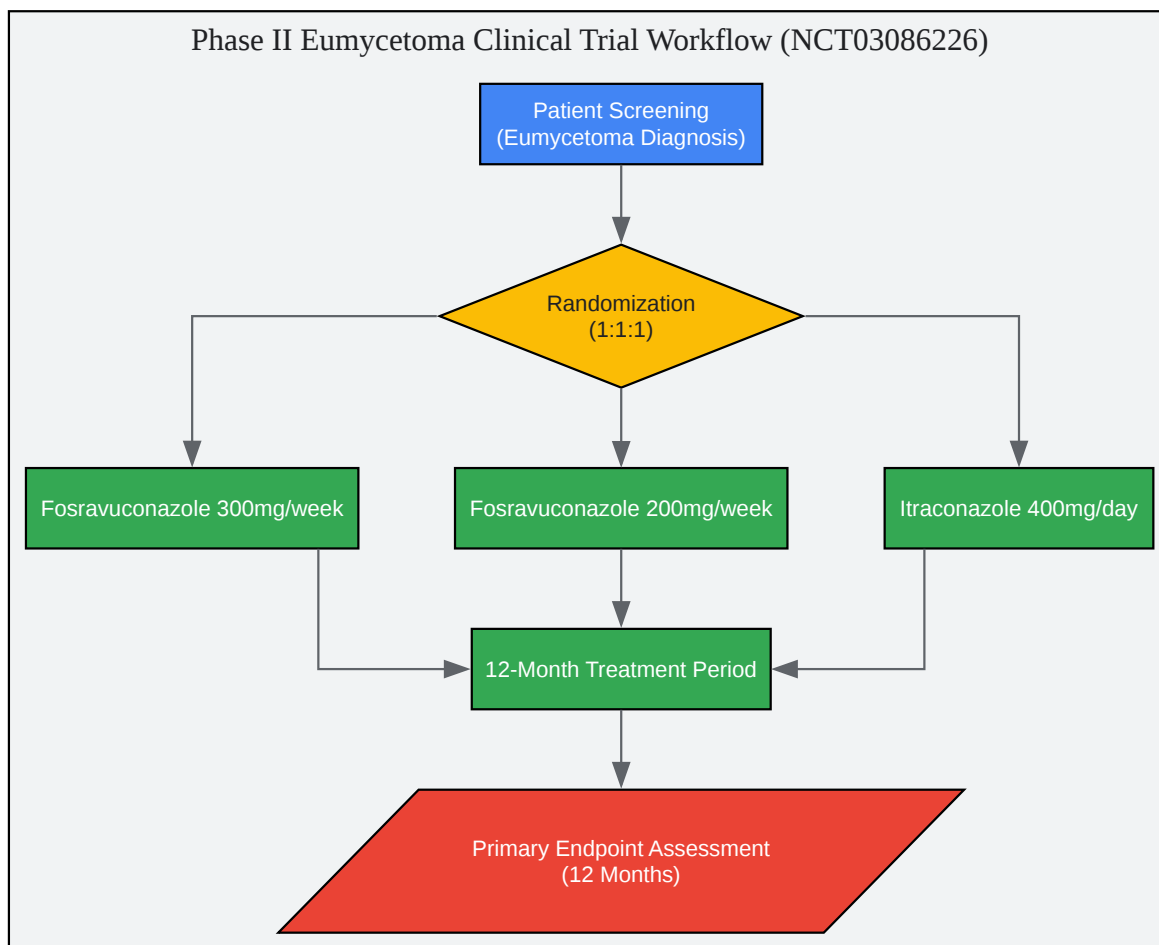 Phase II Eumycetoma Clinical Trial Workflow (NCT03086226)
Patient Screening
(Eumycetoma Diagnosis)
Randomization
(1:1:1)
Fosravuconazole 300mg/week
Fosravuconazole 200mg/week
Itraconazole 400mg/day
12-Month Treatment Period
Primary Endpoint Assessment
(12 Months)